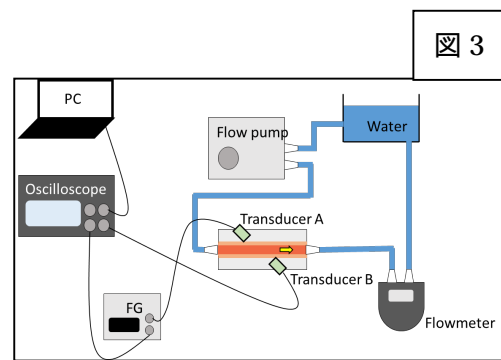 図 3
PC
Flow pump
Water
Oscilloscope
Transducer A
Transducer B
FG
Flowmeter